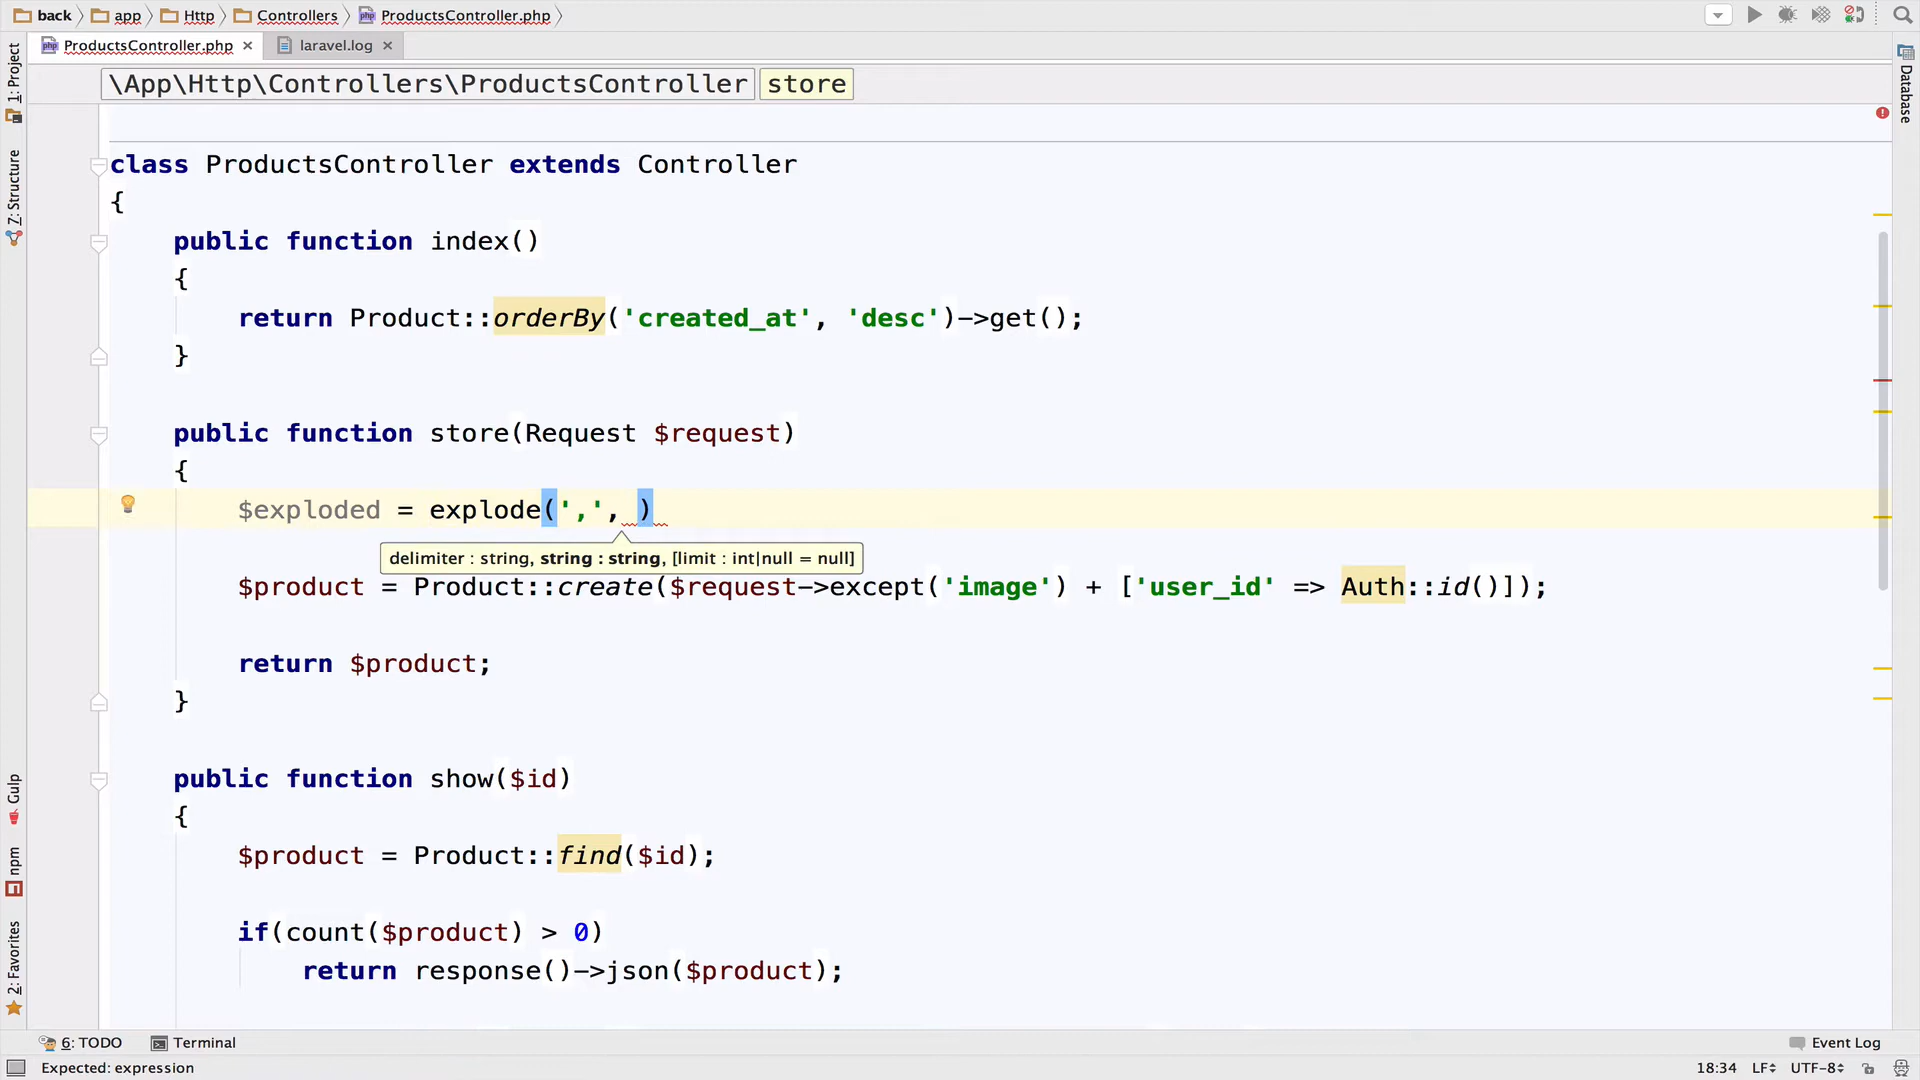 back app Http Controllers ProductsController.php
ProductsController.php laravel.log
\App\Http\Controllers\ProductsController store
1: Project
7: Structure
Gulp
npm
2: Favorites
Database
class ProductsController extends Controller
{
public function index()
{
return Product::orderBy('created_at', 'desc')->get();
}
public function store(Request $request)
{
$exploded = explode(',', )
delimiter : string, string : string, [limit : int|null = null]
$product = Product::create($request->except('image') + ['user_id' => Auth::id()]);
return $product;
}
public function show($id)
{
$product = Product::find($id);
if(count($product) > 0)
return response()->json($product);
6: TODO Terminal Event Log
Expected: expression 18:34 LF UTF-8